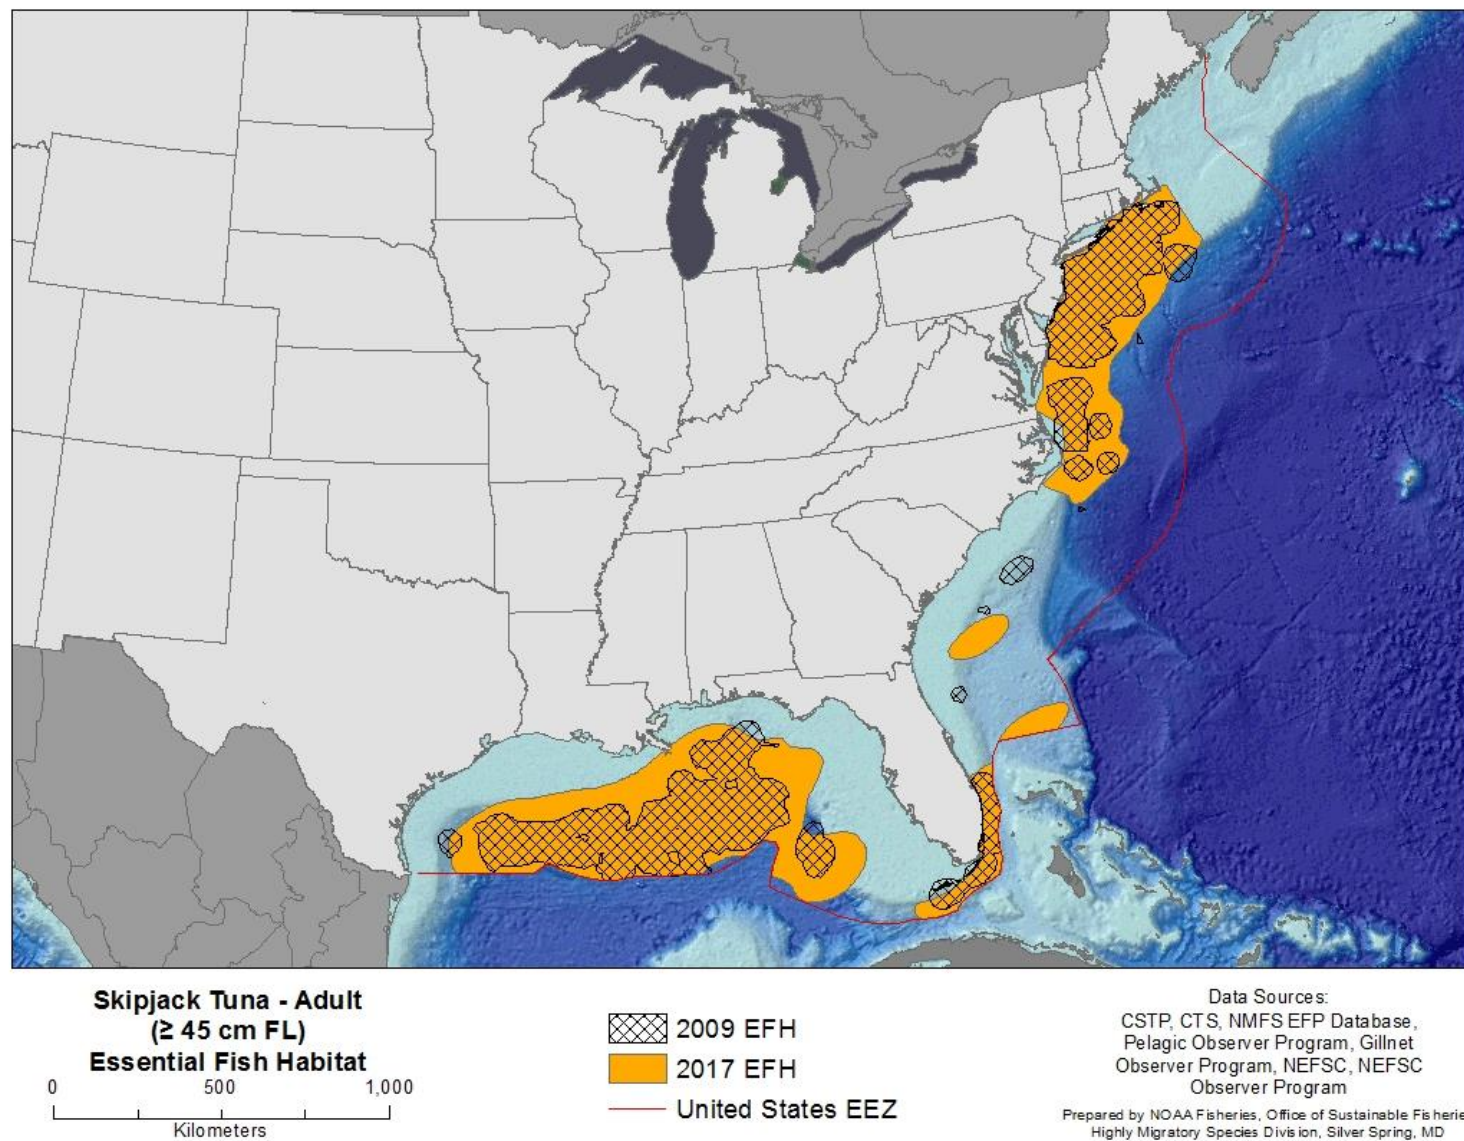 Skipjack Tuna - Adult
(≥ 45 cm FL)
Essential Fish Habitat
0 500 1,000
Kilometers
2009 EFH
2017 EFH
United States EEZ
Data Sources:
CSTP, CTS, NMFS EFP Database,
Pelagic Observer Program, Gillnet
Observer Program, NEFSC, NEFSC
Observer Program
Prepared by NOAA Fisheries, Office of Sustainable Fisherie
Highly Migratory Species Division, Silver Spring, MD